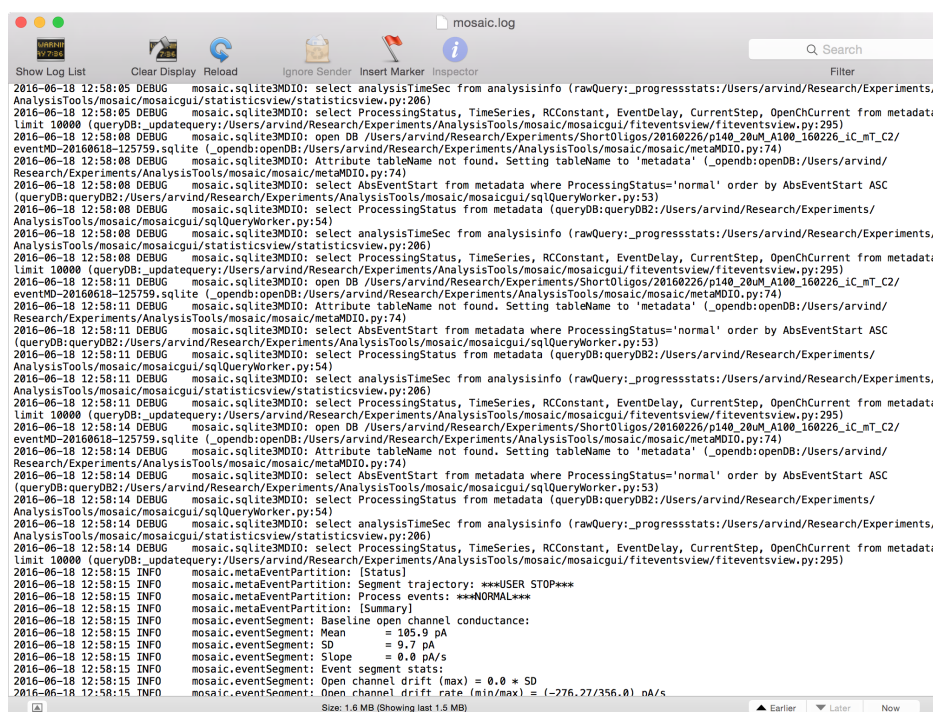 mosaic.log
WARNIN
AY 7:86
7:86
Show Log List Clear Display Reload Ignore Sender Insert Marker Inspector Search Filter
2016-06-18 12:58:05 DEBUG mosaic.sqlite3MDIO: select analysisTimeSec from analysisinfo (rawQuery:_progressstats:/Users/arvind/Research/Experiments/
AnalysisTools/mosaic/mosaicgui/statisticsview/statisticsview.py:206)
2016-06-18 12:58:05 DEBUG mosaic.sqlite3MDIO: select ProcessingStatus, TimeSeries, RCConstant, EventDelay, CurrentStep, OpenChCurrent from metadata
limit 10000 (queryDB:_updatequery:/Users/arvind/Research/Experiments/AnalysisTools/mosaic/mosaicgui/fiteventsview/fiteventsview.py:295)
2016-06-18 12:58:08 DEBUG mosaic.sqlite3MDIO: open DB /Users/arvind/Research/Experiments/ShortOligos/20160226/p140_20uM_A100_160226_iC_mT_C2/
eventMD-20160618-125759.sqlite (_opendb:openDB:/Users/arvind/Research/Experiments/AnalysisTools/mosaic/mosaic/metaMDIO.py:74)
2016-06-18 12:58:08 DEBUG mosaic.sqlite3MDIO: Attribute tableName not found. Setting tableName to 'metadata' (_opendb:openDB:/Users/arvind/
Research/Experiments/AnalysisTools/mosaic/mosaic/metaMDIO.py:74)
2016-06-18 12:58:08 DEBUG mosaic.sqlite3MDIO: select AbsEventStart from metadata where ProcessingStatus='normal' order by AbsEventStart ASC
(queryDB:queryDB2:/Users/arvind/Research/Experiments/AnalysisTools/mosaic/mosaicgui/sqlQueryWorker.py:53)
2016-06-18 12:58:08 DEBUG mosaic.sqlite3MDIO: select ProcessingStatus from metadata (queryDB:queryDB2:/Users/arvind/Research/Experiments/
AnalysisTools/mosaic/mosaicgui/sqlQueryWorker.py:54)
2016-06-18 12:58:08 DEBUG mosaic.sqlite3MDIO: select analysisTimeSec from analysisinfo (rawQuery:_progressstats:/Users/arvind/Research/Experiments/
AnalysisTools/mosaic/mosaicgui/statisticsview/statisticsview.py:206)
2016-06-18 12:58:08 DEBUG mosaic.sqlite3MDIO: select ProcessingStatus, TimeSeries, RCConstant, EventDelay, CurrentStep, OpenChCurrent from metadata
limit 10000 (queryDB:_updatequery:/Users/arvind/Research/Experiments/AnalysisTools/mosaic/mosaicgui/fiteventsview/fiteventsview.py:295)
2016-06-18 12:58:11 DEBUG mosaic.sqlite3MDIO: open DB /Users/arvind/Research/Experiments/ShortOligos/20160226/p140_20uM_A100_160226_iC_mT_C2/
eventMD-20160618-125759.sqlite (_opendb:openDB:/Users/arvind/Research/Experiments/AnalysisTools/mosaic/mosaic/metaMDIO.py:74)
2016-06-18 12:58:11 DEBUG mosaic.sqlite3MDIO: Attribute tableName not found. Setting tableName to 'metadata' (_opendb:openDB:/Users/arvind/
Research/Experiments/AnalysisTools/mosaic/mosaic/metaMDIO.py:74)
2016-06-18 12:58:11 DEBUG mosaic.sqlite3MDIO: select AbsEventStart from metadata where ProcessingStatus='normal' order by AbsEventStart ASC
(queryDB:queryDB2:/Users/arvind/Research/Experiments/AnalysisTools/mosaic/mosaicgui/sqlQueryWorker.py:53)
2016-06-18 12:58:11 DEBUG mosaic.sqlite3MDIO: select ProcessingStatus from metadata (queryDB:queryDB2:/Users/arvind/Research/Experiments/
AnalysisTools/mosaic/mosaicgui/sqlQueryWorker.py:54)
2016-06-18 12:58:11 DEBUG mosaic.sqlite3MDIO: select analysisTimeSec from analysisinfo (rawQuery:_progressstats:/Users/arvind/Research/Experiments/
AnalysisTools/mosaic/mosaicgui/statisticsview/statisticsview.py:206)
2016-06-18 12:58:11 DEBUG mosaic.sqlite3MDIO: select ProcessingStatus, TimeSeries, RCConstant, EventDelay, CurrentStep, OpenChCurrent from metadata
limit 10000 (queryDB:_updatequery:/Users/arvind/Research/Experiments/AnalysisTools/mosaic/mosaicgui/fiteventsview/fiteventsview.py:295)
2016-06-18 12:58:14 DEBUG mosaic.sqlite3MDIO: open DB /Users/arvind/Research/Experiments/ShortOligos/20160226/p140_20uM_A100_160226_iC_mT_C2/
eventMD-20160618-125759.sqlite (_opendb:openDB:/Users/arvind/Research/Experiments/AnalysisTools/mosaic/mosaic/metaMDIO.py:74)
2016-06-18 12:58:14 DEBUG mosaic.sqlite3MDIO: Attribute tableName not found. Setting tableName to 'metadata' (_opendb:openDB:/Users/arvind/
Research/Experiments/AnalysisTools/mosaic/mosaic/metaMDIO.py:74)
2016-06-18 12:58:14 DEBUG mosaic.sqlite3MDIO: select AbsEventStart from metadata where ProcessingStatus='normal' order by AbsEventStart ASC
(queryDB:queryDB2:/Users/arvind/Research/Experiments/AnalysisTools/mosaic/mosaicgui/sqlQueryWorker.py:53)
2016-06-18 12:58:14 DEBUG mosaic.sqlite3MDIO: select ProcessingStatus from metadata (queryDB:queryDB2:/Users/arvind/Research/Experiments/
AnalysisTools/mosaic/mosaicgui/sqlQueryWorker.py:54)
2016-06-18 12:58:14 DEBUG mosaic.sqlite3MDIO: select analysisTimeSec from analysisinfo (rawQuery:_progressstats:/Users/arvind/Research/Experiments/
AnalysisTools/mosaic/mosaicgui/statisticsview/statisticsview.py:206)
2016-06-18 12:58:14 DEBUG mosaic.sqlite3MDIO: select ProcessingStatus, TimeSeries, RCConstant, EventDelay, CurrentStep, OpenChCurrent from metadata
limit 10000 (queryDB:_updatequery:/Users/arvind/Research/Experiments/AnalysisTools/mosaic/mosaicgui/fiteventsview/fiteventsview.py:295)
2016-06-18 12:58:15 INFO mosaic.metaEventPartition: [Status]
2016-06-18 12:58:15 INFO mosaic.metaEventPartition: Segment trajectory: ***USER STOP***
2016-06-18 12:58:15 INFO mosaic.metaEventPartition: Process events: ***NORMAL***
2016-06-18 12:58:15 INFO mosaic.metaEventPartition: [Summary]
2016-06-18 12:58:15 INFO mosaic.eventSegment: Baseline open channel conductance:
2016-06-18 12:58:15 INFO mosaic.eventSegment: Mean = 105.9 pA
2016-06-18 12:58:15 INFO mosaic.eventSegment: SD = 9.7 pA
2016-06-18 12:58:15 INFO mosaic.eventSegment: Slope = 0.0 pA/s
2016-06-18 12:58:15 INFO mosaic.eventSegment: Event segment stats:
2016-06-18 12:58:15 INFO mosaic.eventSegment: Open channel drift (max) = 0.0 * SD
2016-06-18 12:58:15 INFO mosaic.eventSegment: Open channel drift rate (min/max) = (-276.27/356.0) pA/s
Size: 1.6 MB (Showing last 1.5 MB) Earlier Later Now